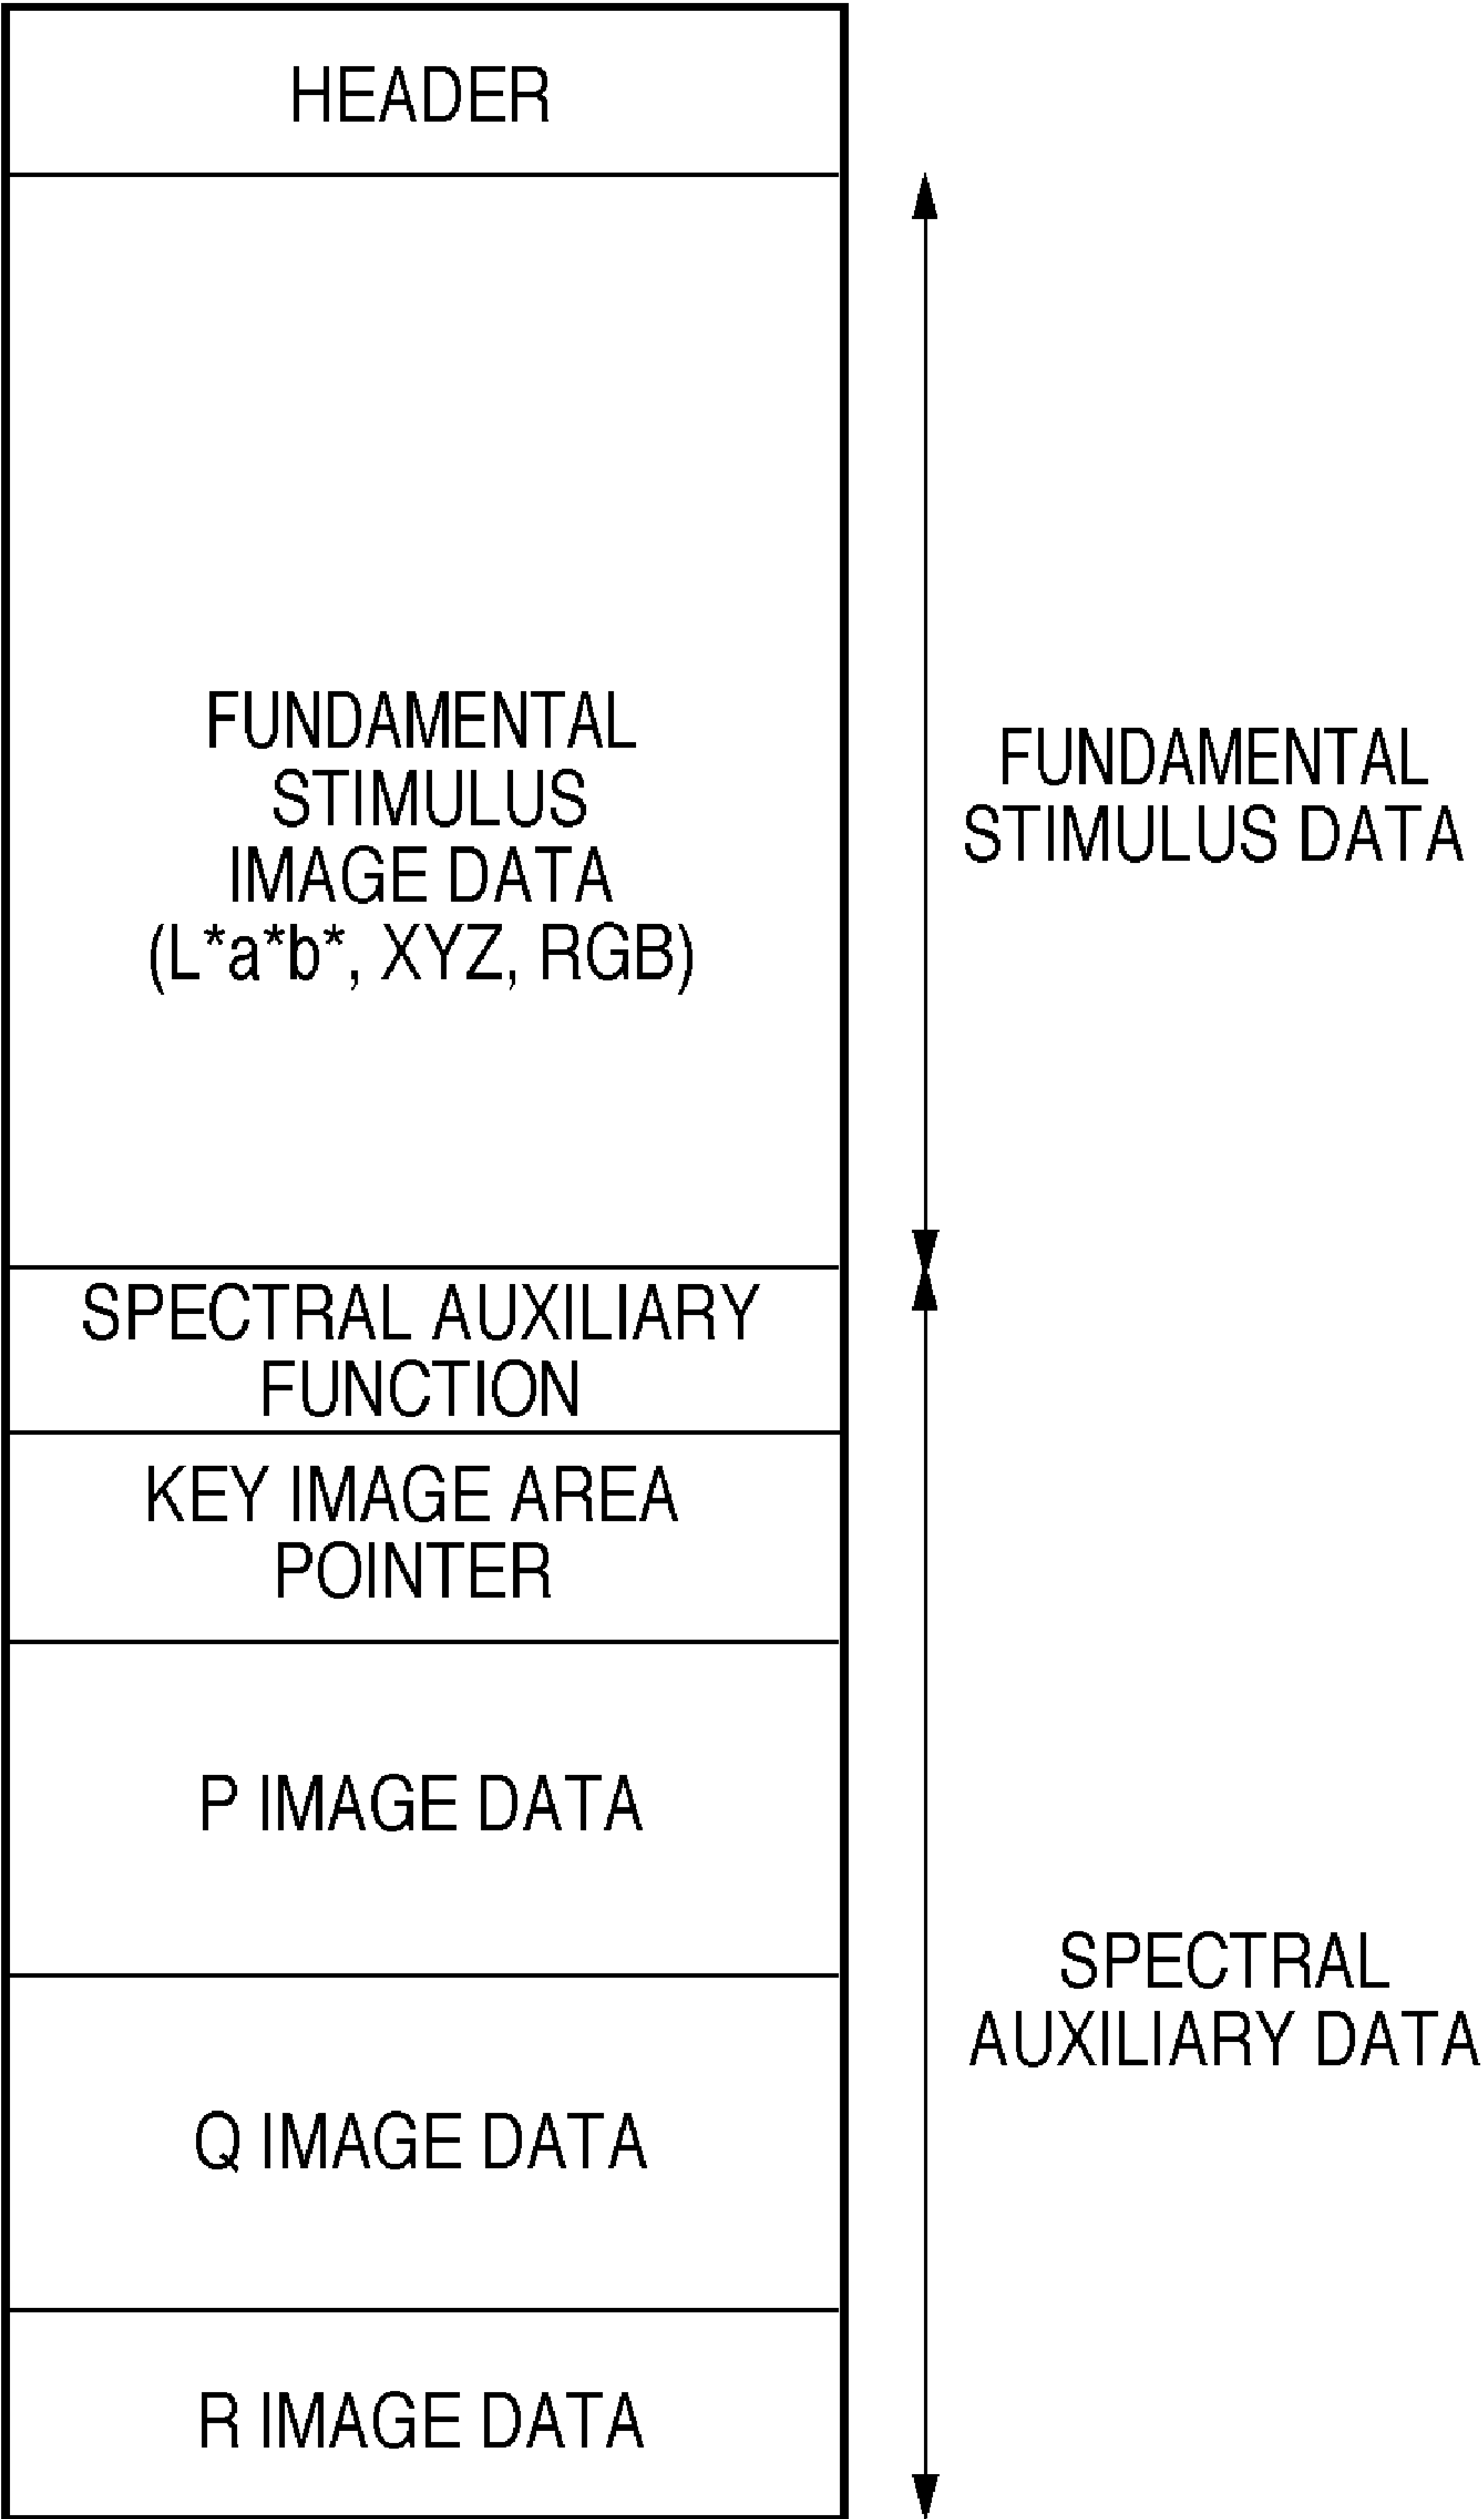 HEADER
FUNDAMENTAL
STIMULUS
IMAGE DATA
(L*a*b*, XYZ, RGB)
FUNDAMENTAL
STIMULUS DATA
SPECTRAL AUXILIARY
FUNCTION
KEY IMAGE AREA
POINTER
P IMAGE DATA
Q IMAGE DATA
R IMAGE DATA
SPECTRAL
AUXILIARY DATA